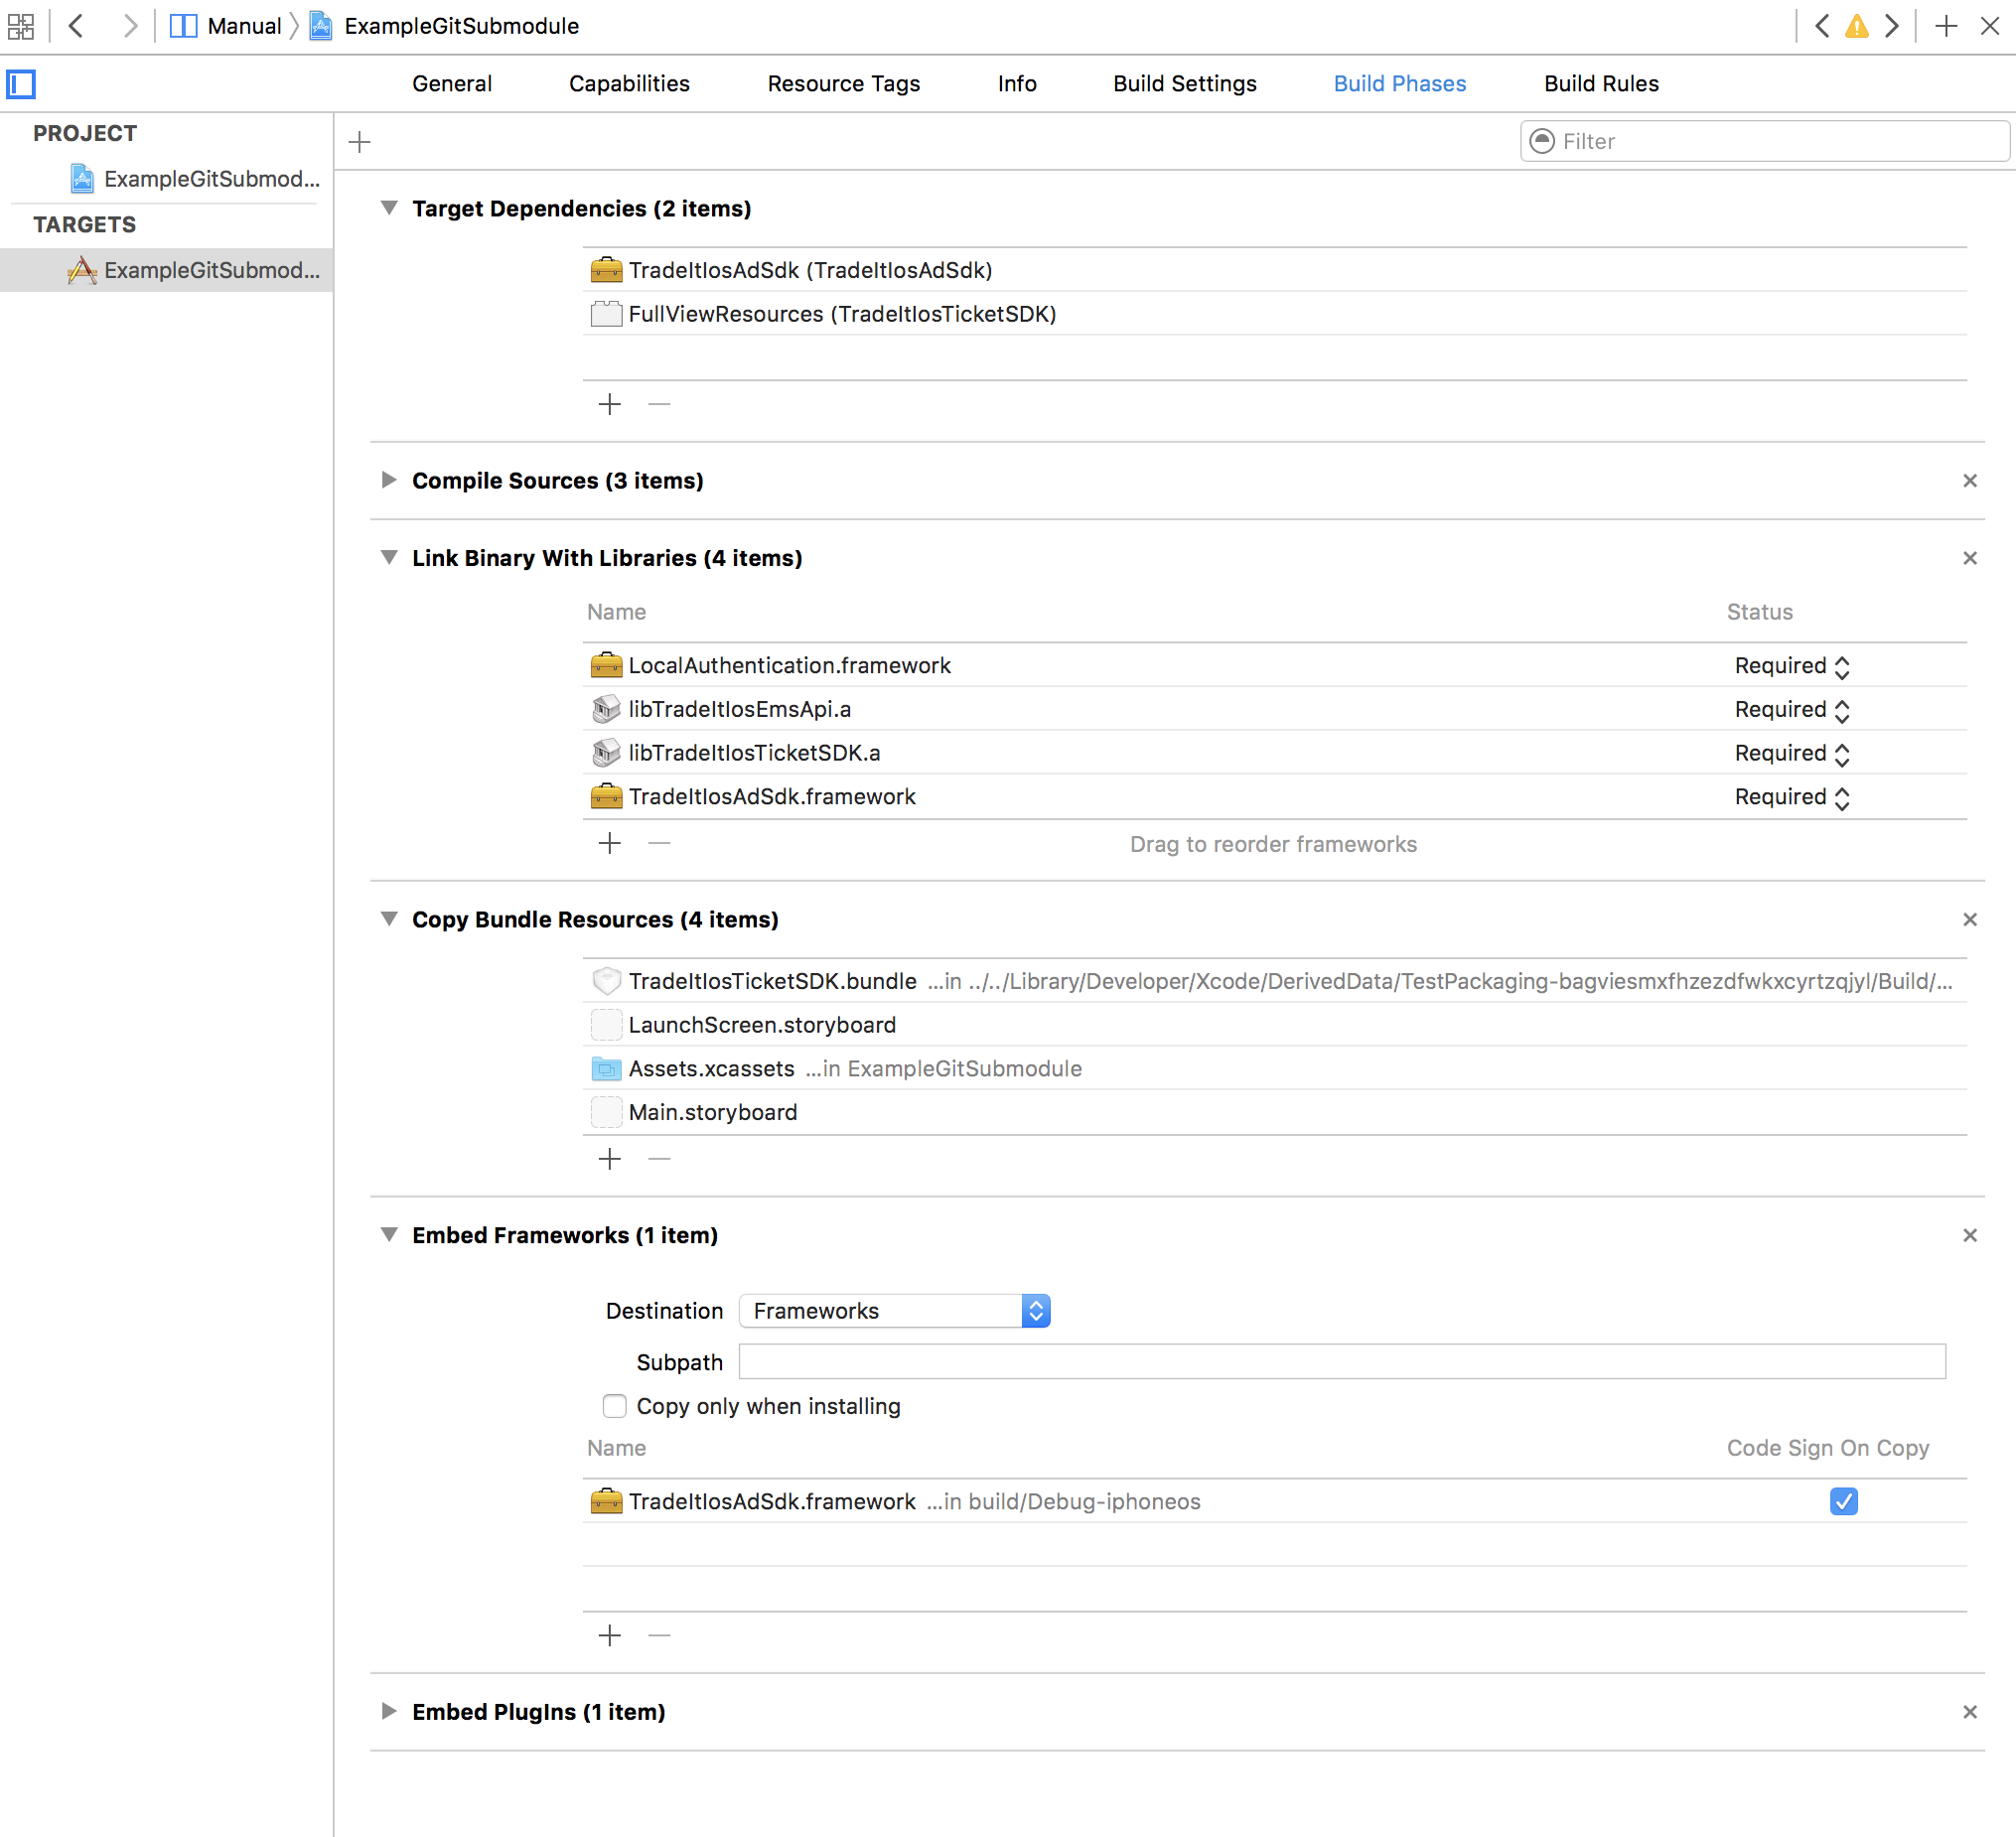 Manual ExampleGitSubmodule
General Capabilities Resource Tags Info Build Settings Build Phases Build Rules
PROJECT
ExampleGitSubmod...
TARGETS
ExampleGitSubmod...
Filter
Target Dependencies (2 items)
TradeItIosAdSdk (TradeItIosAdSdk)
FullViewResources (TradeItIosTicketSDK)
Compile Sources (3 items)
Link Binary With Libraries (4 items)
Name Status
LocalAuthentication.framework Required
libTradeItIosEmsApi.a Required
libTradeItIosTicketSDK.a Required
TradeItIosAdSdk.framework Required
Drag to reorder frameworks
Copy Bundle Resources (4 items)
TradeItIosTicketSDK.bundle ...in ../../Library/Developer/Xcode/DerivedData/TestPackaging-bagviesmxfhzezdfwkxcyrtzqjyl/Build/...
LaunchScreen.storyboard
Assets.xcassets ...in ExampleGitSubmodule
Main.storyboard
Embed Frameworks (1 item)
Destination Frameworks
Subpath
Copy only when installing
Name Code Sign On Copy
TradeItIosAdSdk.framework ...in build/Debug-iphoneos
Embed PlugIns (1 item)